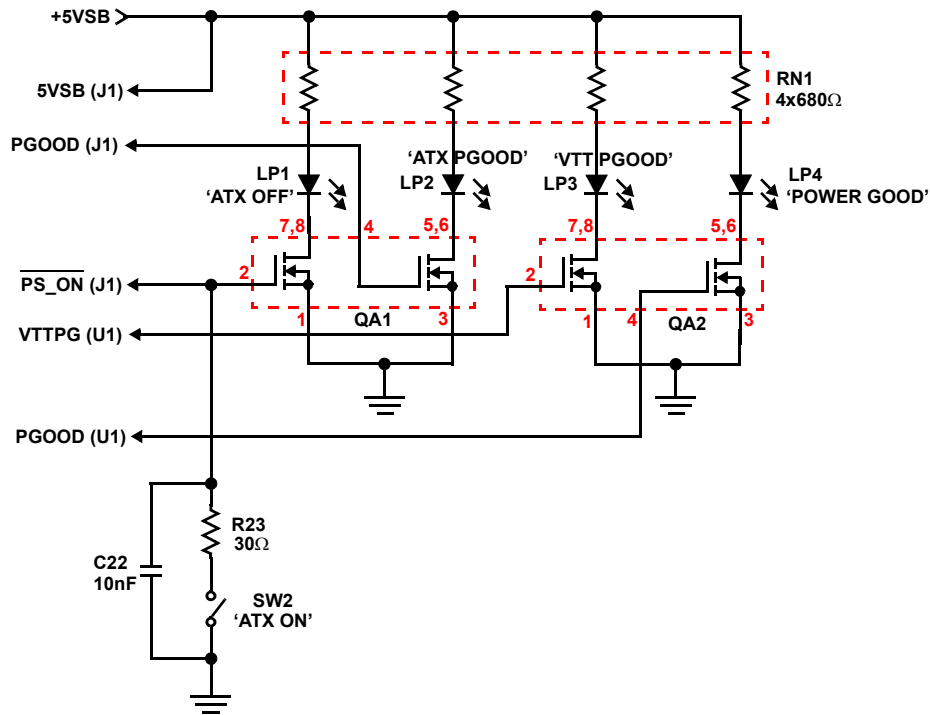 +5VSB
5VSB (J1)
RN1
4x680Ω
PGOOD (J1)
‘ATX PGOOD’
‘VTT PGOOD’
LP1
‘ATX OFF’
LP2
LP3
LP4
‘POWER GOOD’
7,8
4
5,6
7,8
5,6
PS_ON (J1)
2
2
1
QA1
3
1
4
QA2
3
VTTPG (U1)
PGOOD (U1)
R23
30Ω
C22
10nF
SW2
‘ATX ON’